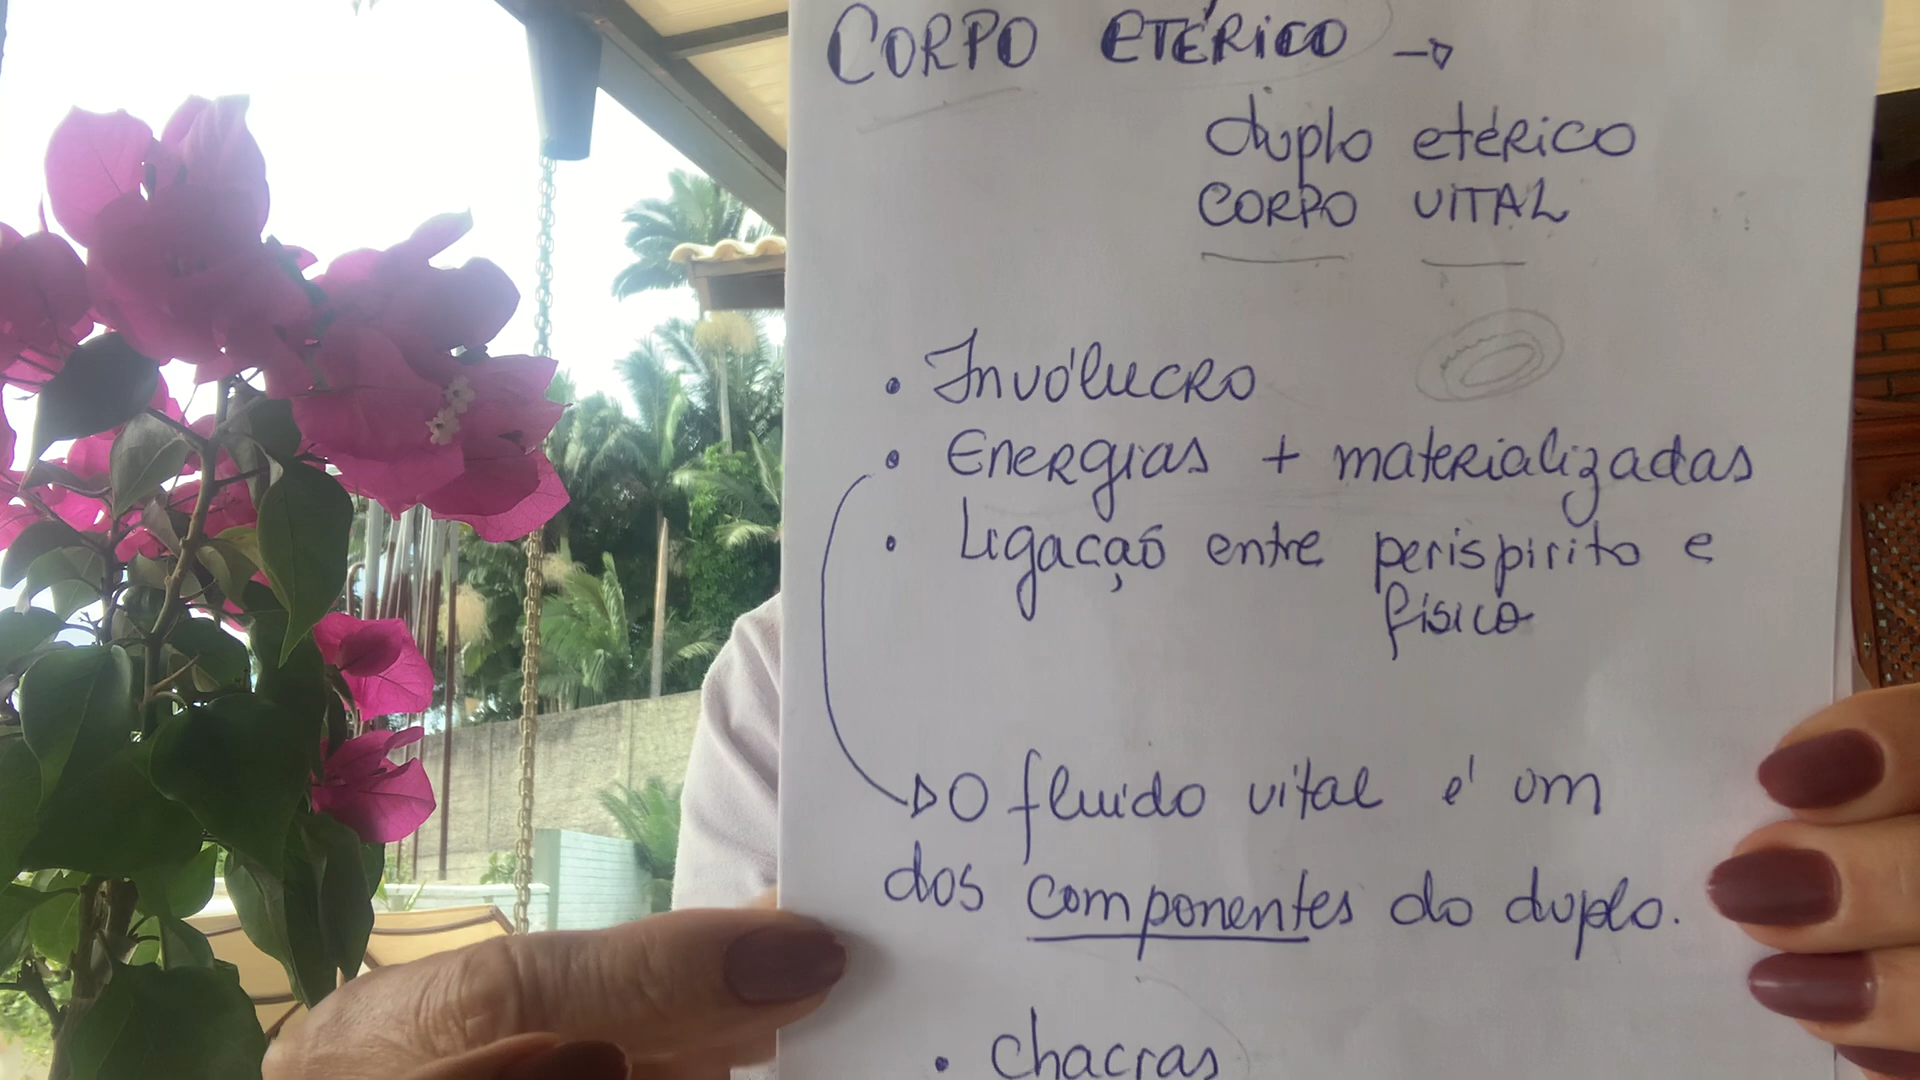 CORPO ETÉRICO →
duplo etérico
CORPO VITAL
• Invólucro
• Energias + materializadas
• Ligação entre perispirito e
físico
→ O fluido vital é um
dos componentes do duplo.
• Chacras